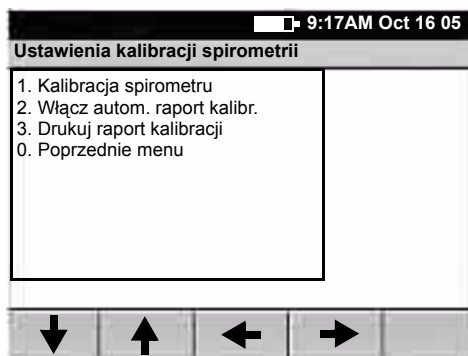 9:17AM Oct 16 05
Ustawienia kalibracji spirometrii
1. Kalibracja spirometru
2. Włącz autom. raport kalibr.
3. Drukuj raport kalibracji
0. Poprzednie menu